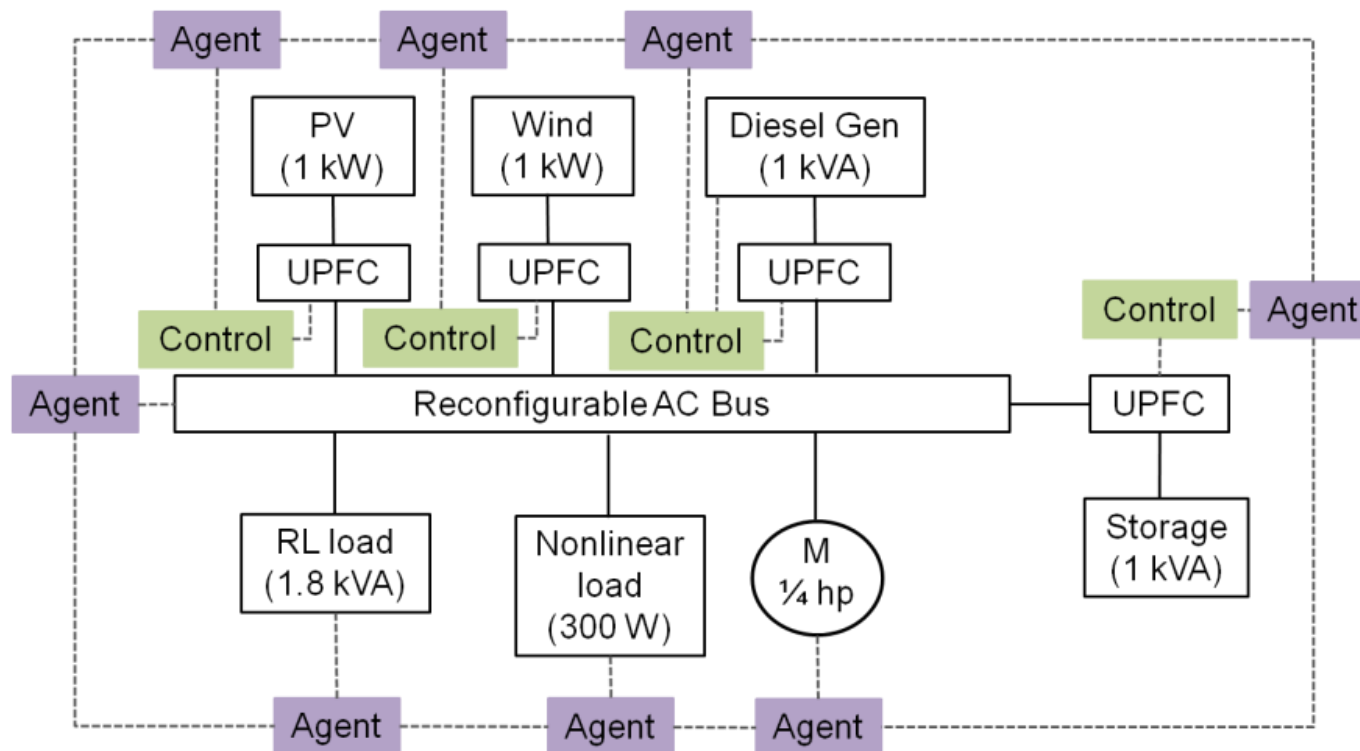 Agent
Agent
Agent
PV
(1 kW)
Wind
(1 kW)
Diesel Gen
(1 kVA)
UPFC
UPFC
UPFC
Control
Control
Control
Control
Agent
Agent
Reconfigurable AC Bus
UPFC
RL load
(1.8 kVA)
Nonlinear
load
(300 W)
M
¼ hp
Storage
(1 kVA)
Agent
Agent
Agent